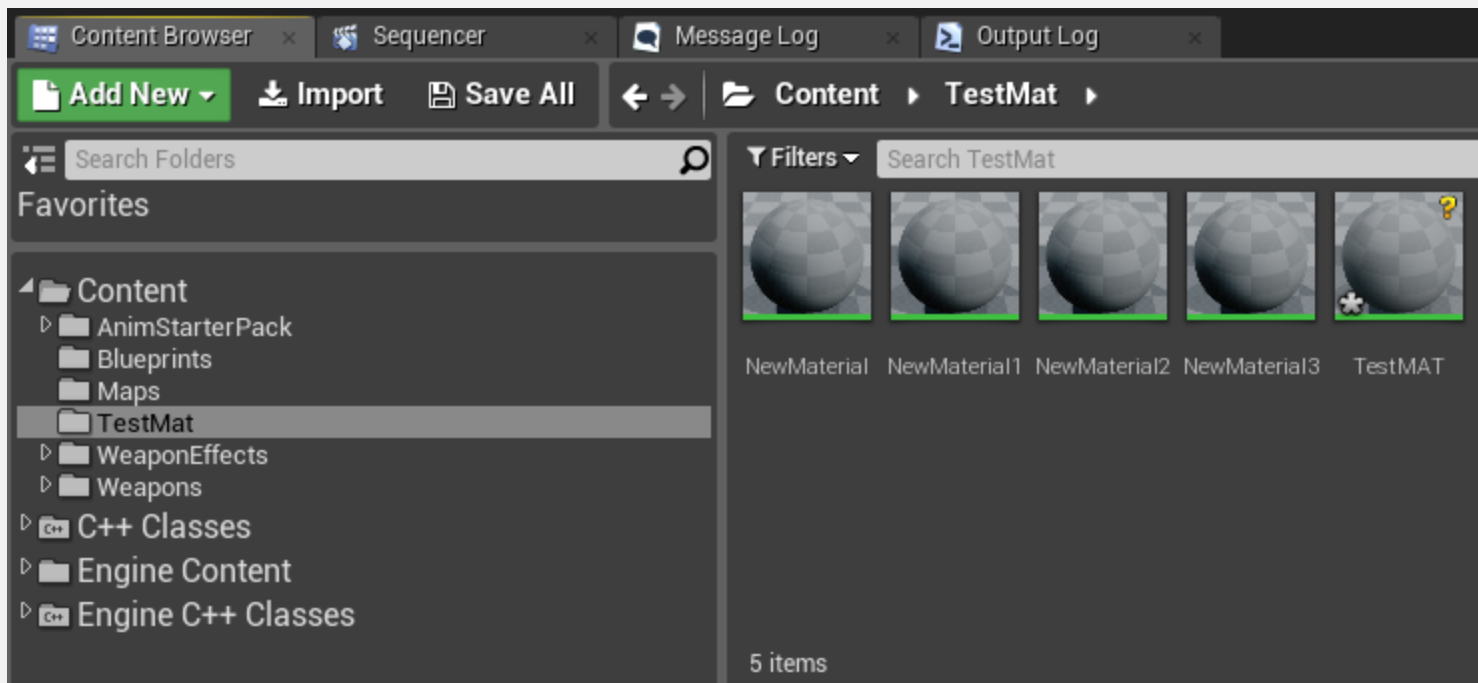 Content Browser Sequencer Message Log Output Log
Add New Import Save All Content TestMat
Search Folders
Favorites
Content
AnimStarterPack
Blueprints
Maps
TestMat
WeaponEffects
Weapons
C++ Classes
Engine Content
Engine C++ Classes
Filters Search TestMat
NewMaterial NewMaterial1 NewMaterial2 NewMaterial3 TestMAT
5 items